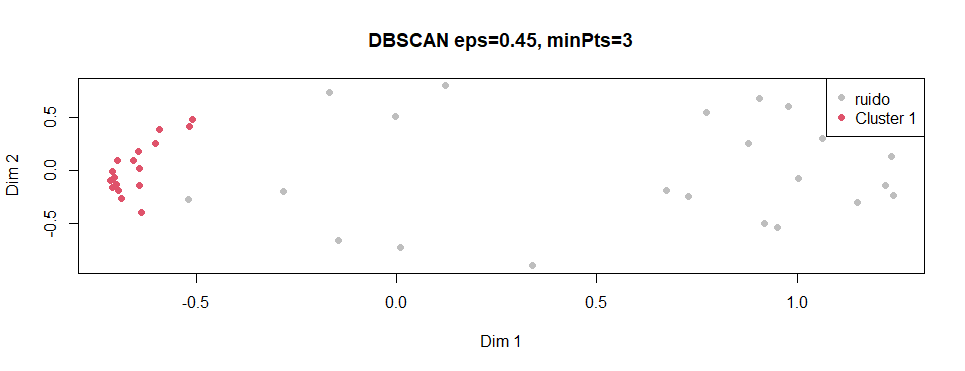 DBSCAN eps=0.45, minPts=3
ruido
Cluster 1
Dim 2
0.5
0.0
-0.5
-0.5
0.0
0.5
1.0
Dim 1